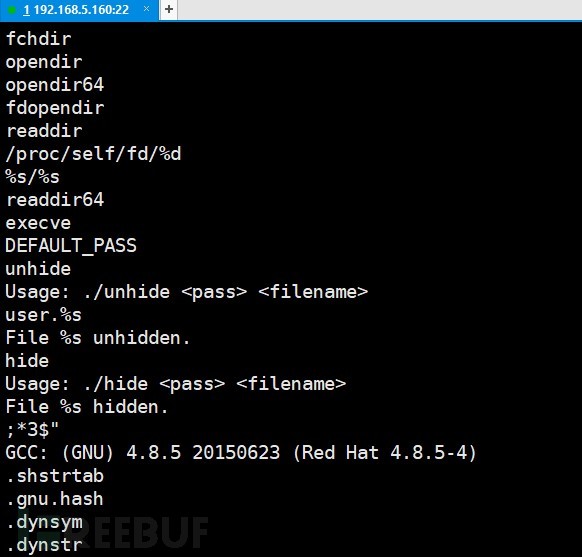 1 192.168.5.160:22 × +
fchdir
opendir
opendir64
fdopendir
readdir
/proc/self/fd/%d
%s/%s
readdir64
execve
DEFAULT_PASS
unhide
Usage: ./unhide <pass> <filename>
user.%s
File %s unhidden.
hide
Usage: ./hide <pass> <filename>
File %s hidden.
;*3$"
GCC: (GNU) 4.8.5 20150623 (Red Hat 4.8.5-4)
.shstrtab
.gnu.hash
.dynsym
.dynstr
REEBUF